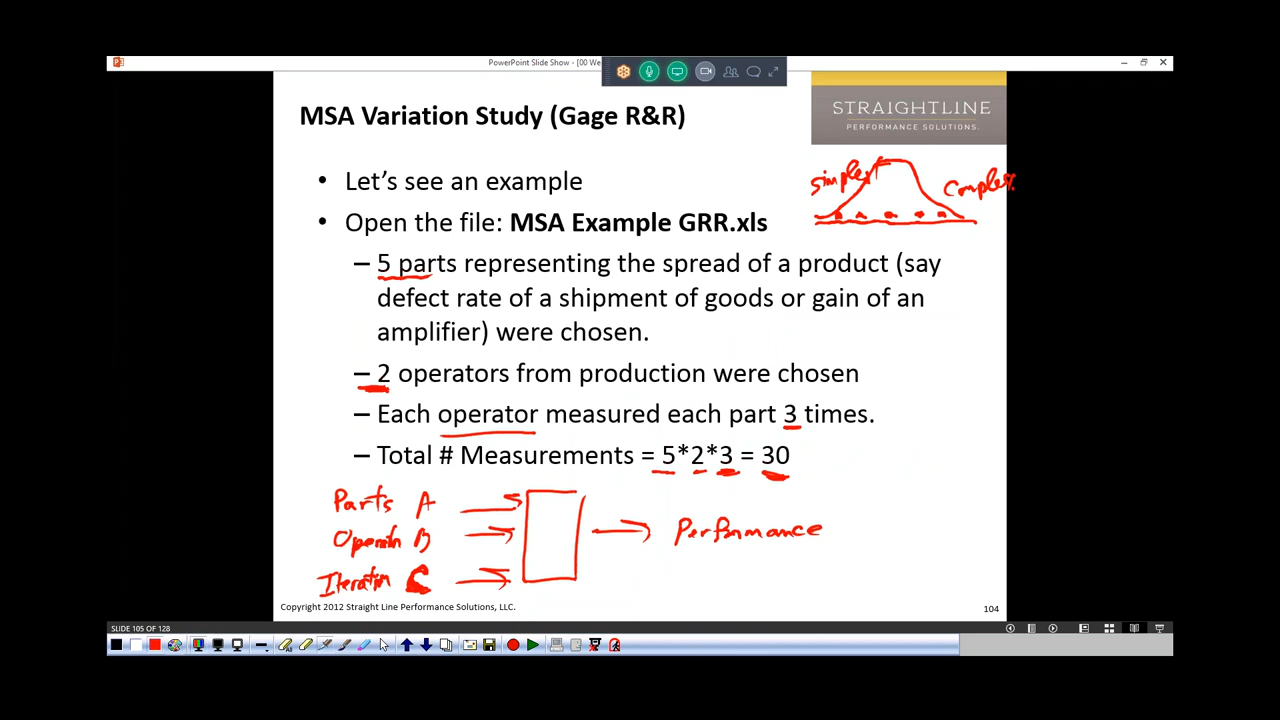 PowerPoint Slide Show - [00 We
MSA Variation Study (Gage R&R)
STRAIGHTLINE
PERFORMANCE SOLUTIONS.
• Let's see an example
Simplest
Complex
• Open the file: MSA Example GRR.xls
– 5 parts representing the spread of a product (say
defect rate of a shipment of goods or gain of an
amplifier) were chosen.
– 2 operators from production were chosen
– Each operator measured each part 3 times.
– Total # Measurements = 5*2*3 = 30
Parts A
B
Performance
Iteration C
Copyright 2012 Straight Line Performance Solutions, LLC.
104
SLIDE 105 OF 128